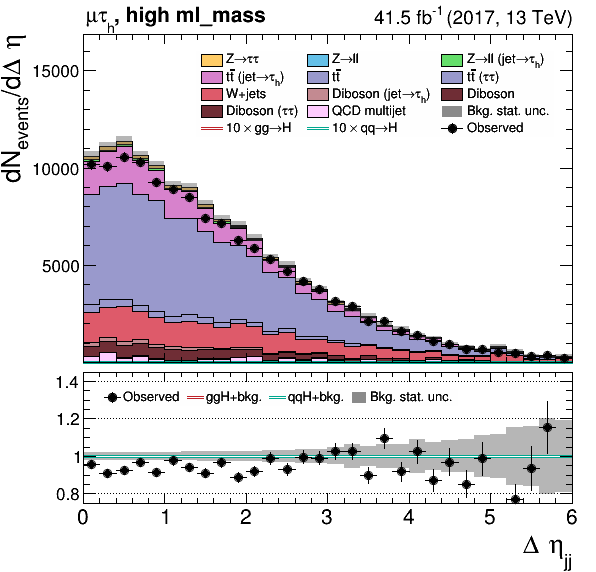 μτh, high ml_mass 41.5 fb⁻¹ (2017, 13 TeV)
dNevents/dΔ η
15000
10000
5000
Z→ττ Z→ll Z→ll (jet→τh)
tt̄ (jet→τh) tt̄ tt̄ (ττ)
W+jets Diboson (jet→τh) Diboson
Diboson (ττ) QCD multijet Bkg. stat. unc.
10 × gg→H 10 × qq→H Observed
1.4
1.2
1
0.8
Observed ggH+bkg. qqH+bkg. Bkg. stat. unc.
0 1 2 3 4 5 6
Δ ηjj